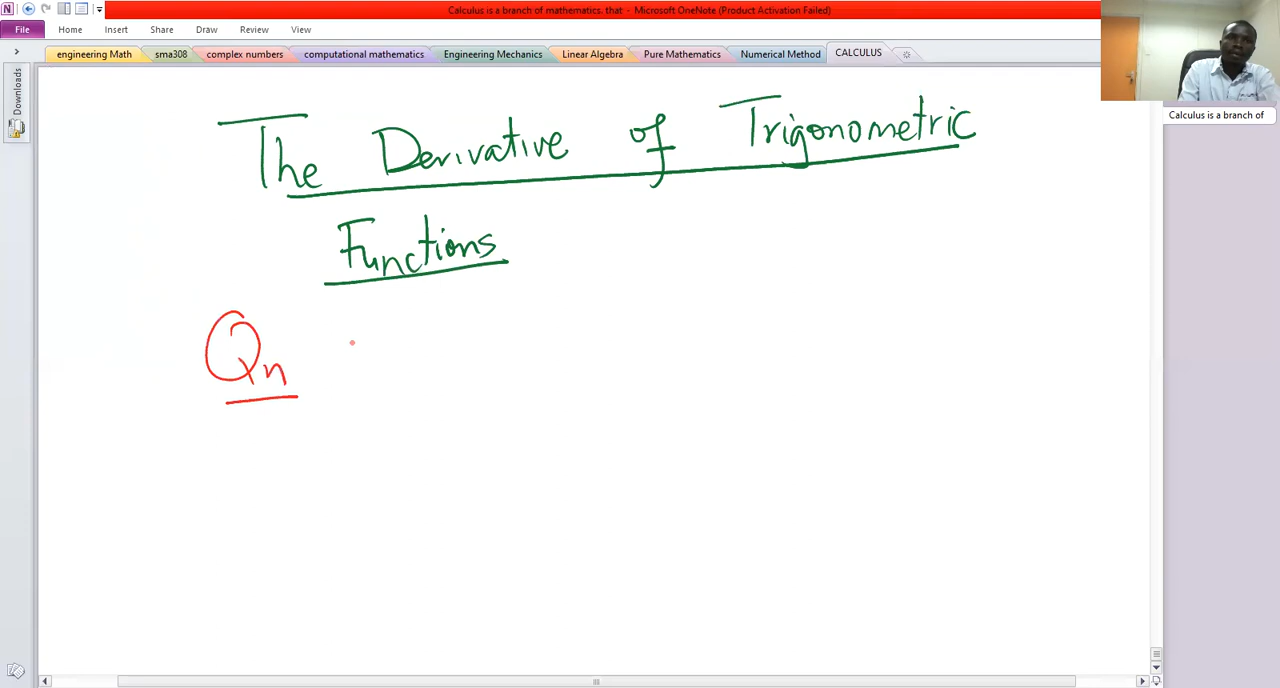 Calculus is a branch of mathematics. that - Microsoft OneNote (Product Activation Failed)
File Home Insert Share Draw Review View
engineering Math sma308 complex numbers computational mathematics Engineering Mechanics Linear Algebra Pure Mathematics Numerical Method CALCULUS
Calculus is a branch of
Downloads
The Derivative of Trigonometric
Functions
Qn